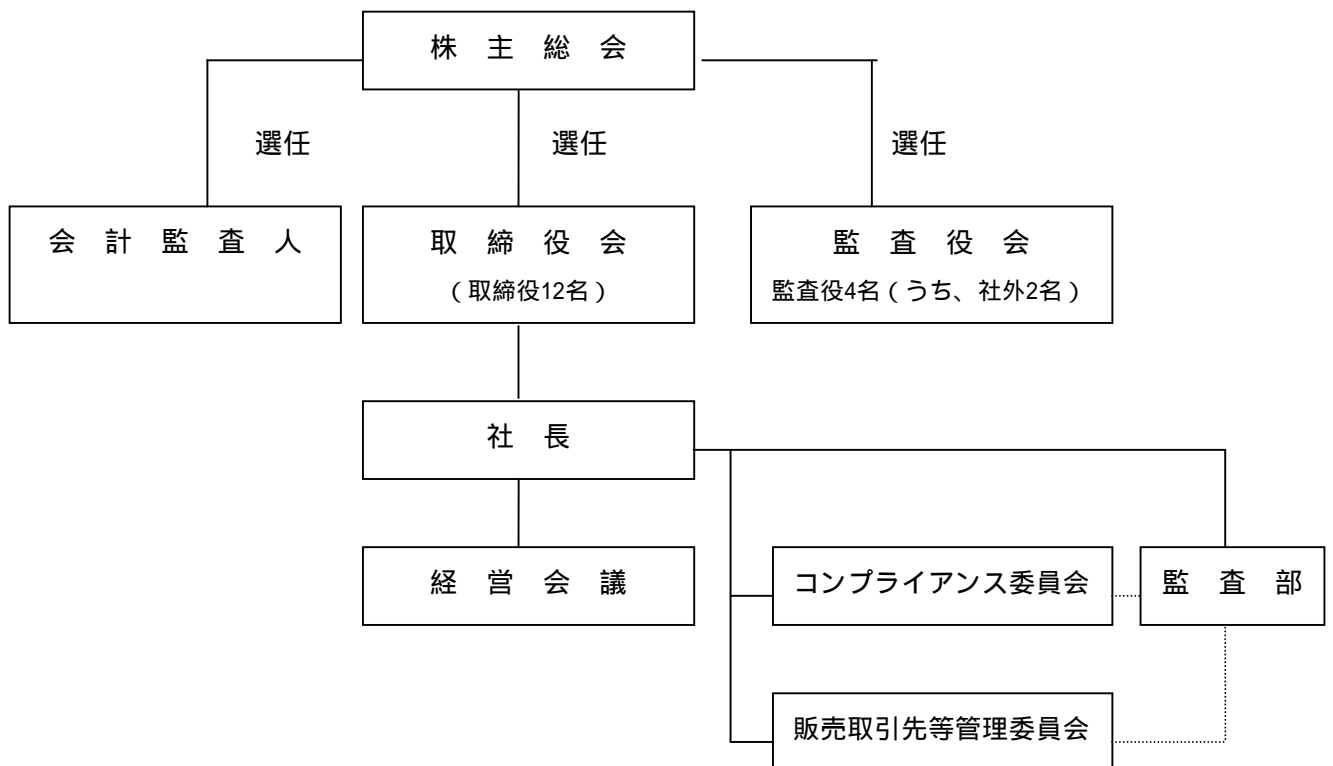 株主総会
選任
選任
選任
会計監査人
取締役会
（取締役12名）
監査役会
監査役4名（うち、社外2名）
社長
経営会議
コンプライアンス委員会
監査部
販売取引先等管理委員会